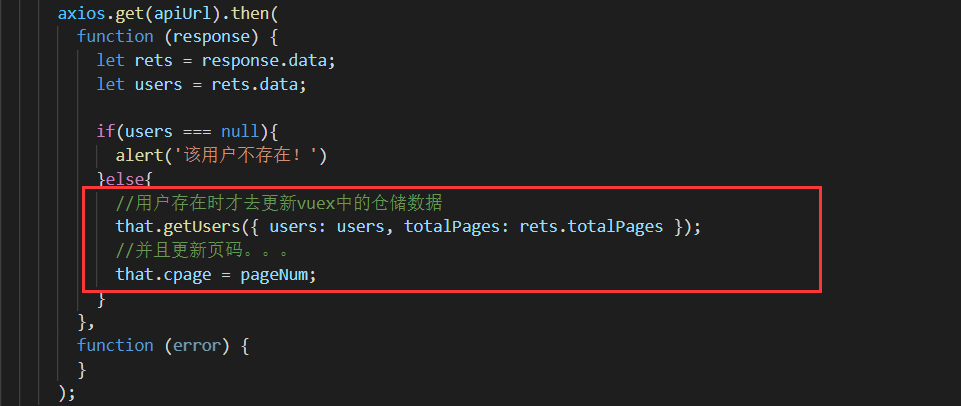 axios.get(apiUrl).then(
function (response) {
let rets = response.data;
let users = rets.data;
if(users === null){
alert('该用户不存在！')
}else{
//用户存在时才去更新vuex中的仓储数据
that.getUsers({ users: users, totalPages: rets.totalPages });
//并且更新页码。。。
that.cpage = pageNum;
}
},
function (error) {
}
);